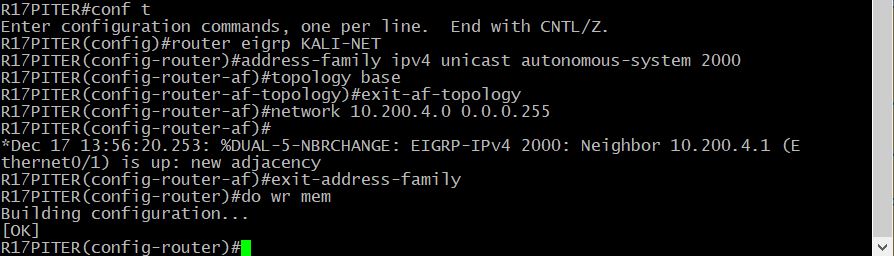 R17PITER#conf t
Enter configuration commands, one per line.  End with CNTL/Z.
R17PITER(config)#router eigrp KALI-NET
R17PITER(config-router)#address-family ipv4 unicast autonomous-system 2000
R17PITER(config-router-af)#topology base
R17PITER(config-router-af-topology)#exit-af-topology
R17PITER(config-router-af)#network 10.200.4.0 0.0.0.255
R17PITER(config-router-af)#
*Dec 17 13:56:20.253: %DUAL-5-NBRCHANGE: EIGRP-IPv4 2000: Neighbor 10.200.4.1 (E
thernet0/1) is up: new adjacency
R17PITER(config-router-af)#exit-address-family
R17PITER(config-router)#do wr mem
Building configuration...
[OK]
R17PITER(config-router)#